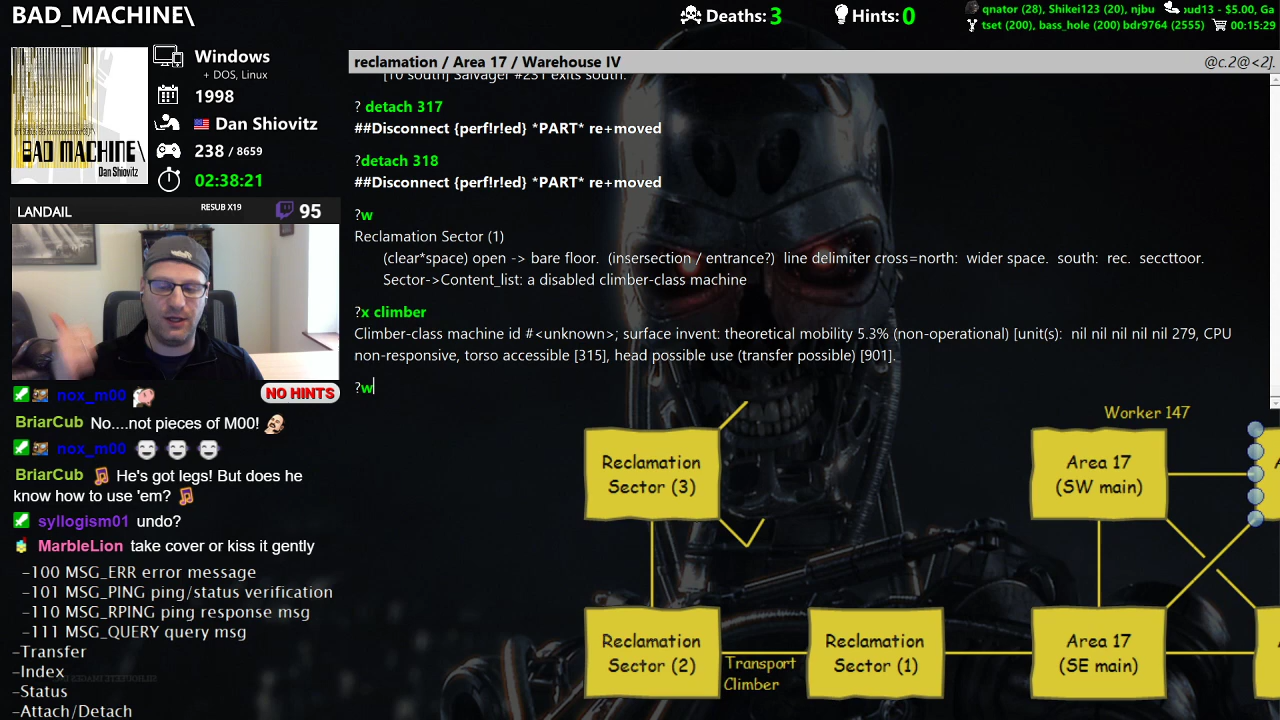 BAD_MACHINE\
Deaths: 3
Hints: 0
qnator (28), Shikei123 (20), njbu
oud13 - $5.00, Ga
tset (200), bass_hole (200) bdr9764 (2555)
00:15:29
Windows
+ DOS, Linux
1998
Dan Shiovitz
238 / 8659
02:38:21
BAD MACHINE\
Dan Shiovitz
LANDAIL
RESUB X19
95
NO HINTS
nox_m00
BriarCub No....not pieces of M00!
nox_m00
BriarCub He's got legs! But does he
know how to use 'em?
syllogism01 undo?
MarbleLion take cover or kiss it gently
-100 MSG_ERR error message
-101 MSG_PING ping/status verification
-110 MSG_RPING ping response msg
-111 MSG_QUERY query msg
-Transfer
-Index
-Status
-Attach/Detach
reclamation / Area 17 / Warehouse IV
@c.2@<2].
[10 south] Salvager #231 exits south.
? detach 317
##Disconnect {perf!r!ed} *PART* re+moved
?detach 318
##Disconnect {perf!r!ed} *PART* re+moved
?w
Reclamation Sector (1)
(clear*space) open -> bare floor. (insersection / entrance?) line delimiter cross=north: wider space. south: rec. seccttoor.
Sector->Content_list: a disabled climber-class machine
?x climber
Climber-class machine id #<unknown>; surface invent: theoretical mobility 5.3% (non-operational) [unit(s): nil nil nil nil nil 279, CPU
non-responsive, torso accessible [315], head possible use (transfer possible) [901].
?w
Worker 147
Reclamation
Sector (3)
Area 17
(SW main)
Reclamation
Sector (2)
Transport
Climber
Reclamation
Sector (1)
Area 17
(SE main)